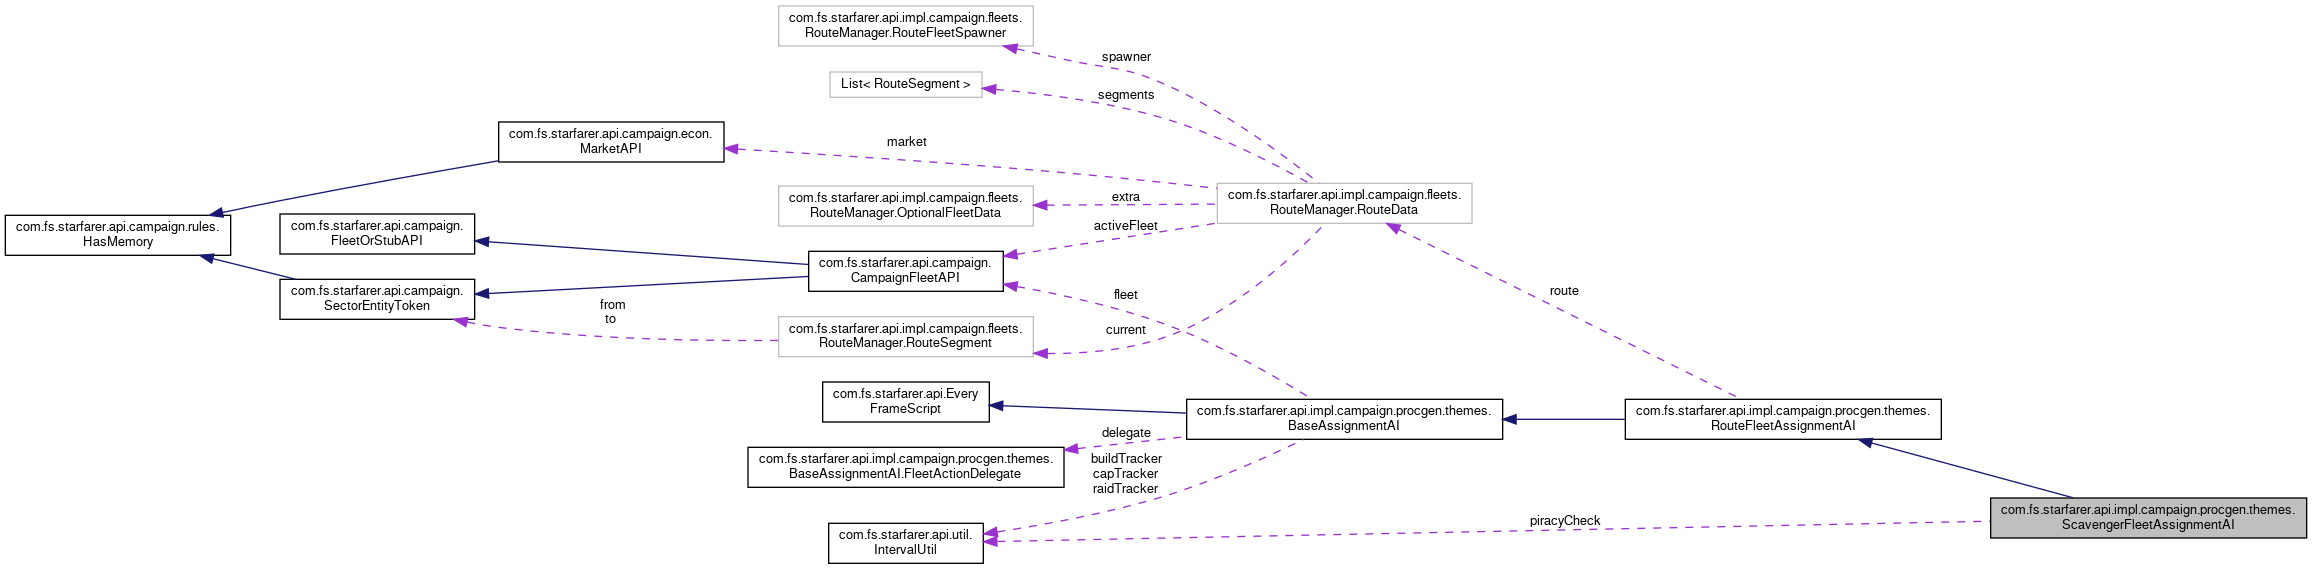 com.fs.starfarer.api.impl.campaign.fleets.
RouteManager.RouteFleetSpawner
spawner
List< RouteSegment >
segments
com.fs.starfarer.api.campaign.econ.
MarketAPI
market
com.fs.starfarer.api.impl.campaign.fleets.
RouteManager.OptionalFleetData
extra
com.fs.starfarer.api.impl.campaign.fleets.
RouteManager.RouteData
com.fs.starfarer.api.campaign.rules.
HasMemory
com.fs.starfarer.api.campaign.
FleetOrStubAPI
activeFleet
com.fs.starfarer.api.campaign.
CampaignFleetAPI
com.fs.starfarer.api.campaign.
SectorEntityToken
fleet
route
from
to
com.fs.starfarer.api.impl.campaign.fleets.
RouteManager.RouteSegment
current
com.fs.starfarer.api.Every
FrameScript
com.fs.starfarer.api.impl.campaign.procgen.themes.
BaseAssignmentAI
com.fs.starfarer.api.impl.campaign.procgen.themes.
RouteFleetAssignmentAI
delegate
com.fs.starfarer.api.impl.campaign.procgen.themes.
BaseAssignmentAI.FleetActionDelegate
buildTracker
capTracker
raidTracker
com.fs.starfarer.api.impl.campaign.procgen.themes.
ScavengerFleetAssignmentAI
piracyCheck
com.fs.starfarer.api.util.
IntervalUtil